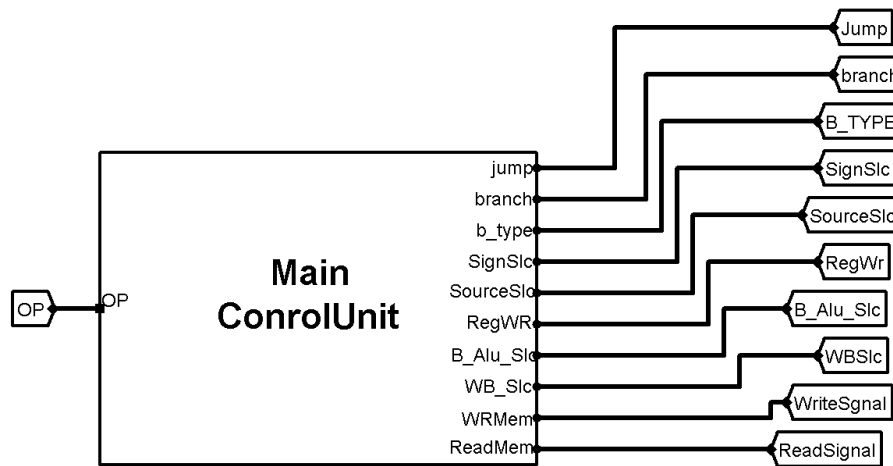 Jump
branch
B_TYPE
SignSlc
SourceSlc
RegWr
B_Alu_Slc
WBSlc
WriteSgnal
ReadSignal
OP
OP
Main
ConrolUnit
jump
branch
b_type
SignSlc
SourceSlc
RegWR
B_Alu_Slc
WB_Slc
WRMem
ReadMem